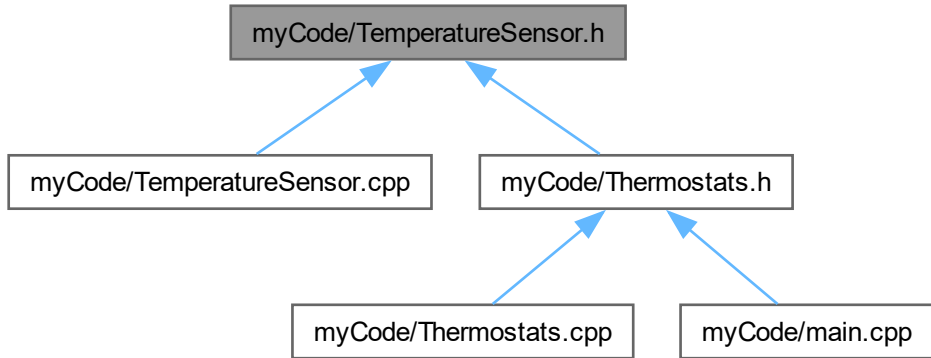 myCode/TemperatureSensor.h
myCode/TemperatureSensor.cpp
myCode/Thermostats.h
myCode/Thermostats.cpp
myCode/main.cpp